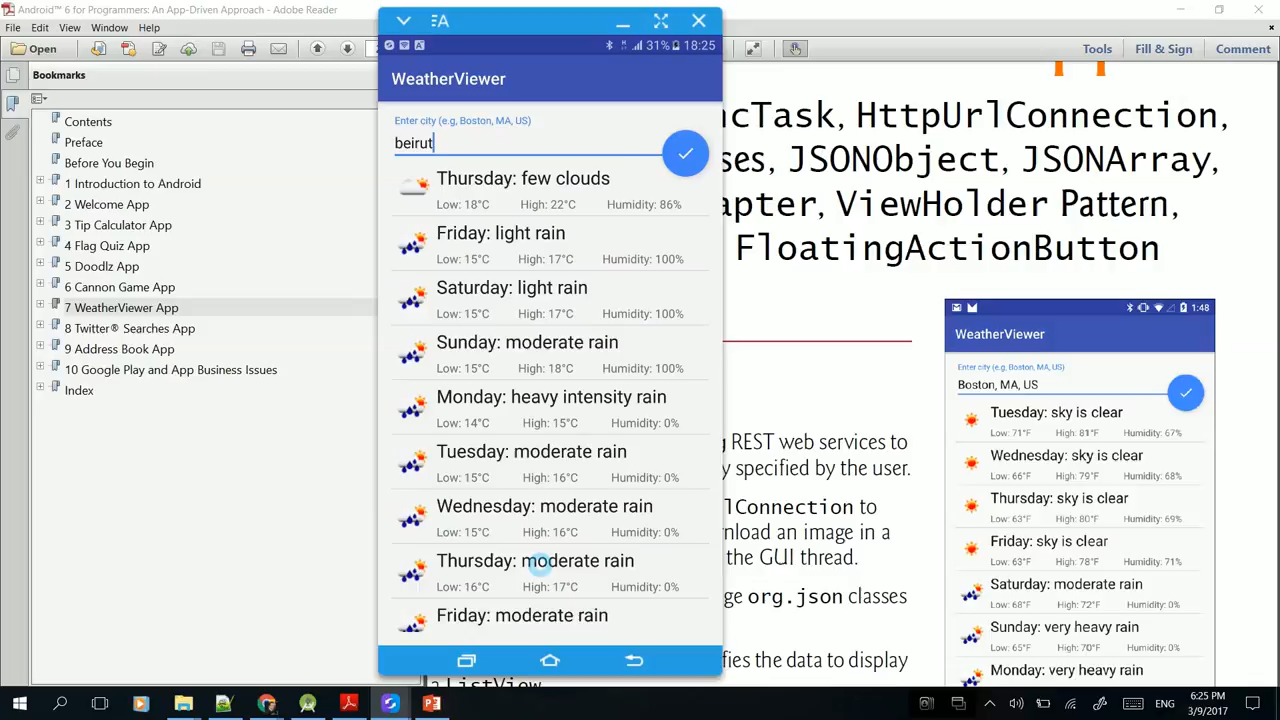 Android™ 6 for Programmers: An App-Driven Approach - Adobe Reader
File Edit View Window Help
Open
Tools
Fill & Sign
Comment
Bookmarks
Contents
Preface
Before You Begin
1 Introduction to Android
2 Welcome App
3 Tip Calculator App
4 Flag Quiz App
5 Doodlz App
6 Cannon Game App
7 WeatherViewer App
8 Twitter® Searches App
9 Address Book App
10 Google Play and App Business Issues
Index
31% 18:25
WeatherViewer
Enter city (e.g, Boston, MA, US)
beirut
Thursday: few clouds
Low: 18°C High: 22°C Humidity: 86%
Friday: light rain
Low: 15°C High: 17°C Humidity: 100%
Saturday: light rain
Low: 15°C High: 17°C Humidity: 100%
Sunday: moderate rain
Low: 15°C High: 18°C Humidity: 100%
Monday: heavy intensity rain
Low: 14°C High: 15°C Humidity: 0%
Tuesday: moderate rain
Low: 15°C High: 16°C Humidity: 0%
Wednesday: moderate rain
Low: 15°C High: 16°C Humidity: 0%
Thursday: moderate rain
Low: 16°C High: 17°C Humidity: 0%
Friday: moderate rain
ncTask, HttpUrlConnection,
ses, JSONObject, JSONArray,
apter, ViewHolder Pattern,
FloatingActionButton
g REST web services to
y specified by the user.
lConnection to
nload an image in a
the GUI thread.
ge org.json classes
fies the data to display
a ListView.
1:48
WeatherViewer
Enter city (e.g, Boston, MA, US)
Boston, MA, US
Tuesday: sky is clear
Low: 71°F High: 81°F Humidity: 67%
Wednesday: sky is clear
Low: 66°F High: 79°F Humidity: 68%
Thursday: sky is clear
Low: 63°F High: 80°F Humidity: 69%
Friday: sky is clear
Low: 63°F High: 78°F Humidity: 71%
Saturday: moderate rain
Low: 68°F High: 72°F Humidity: 0%
Sunday: very heavy rain
Low: 65°F High: 70°F Humidity: 0%
Monday: very heavy rain
ENG
6:25 PM
3/9/2017